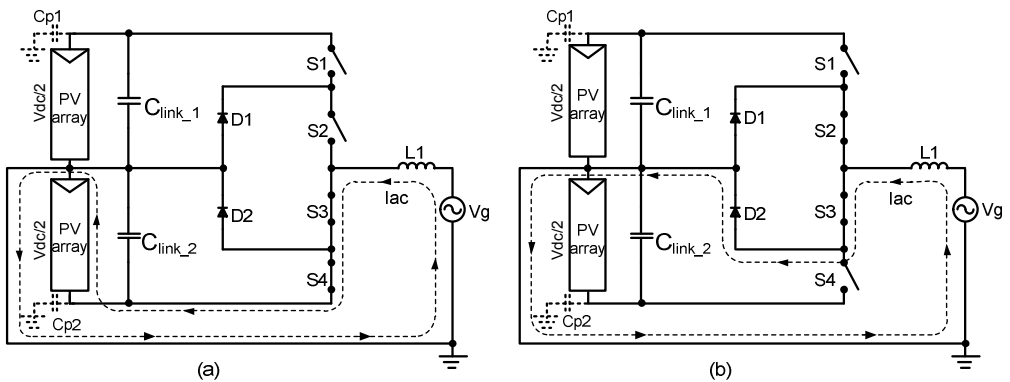 Cp1
Vdc/2
PV
array
Clink_1
D1
S1
S2
L1
Vdc/2
PV
array
Clink_2
D2
S3
S4
Iac
Vg
Cp2
(a)
Cp1
Vdc/2
PV
array
Clink_1
D1
S1
S2
L1
Vdc/2
PV
array
Clink_2
D2
S3
S4
Iac
Vg
Cp2
(b)